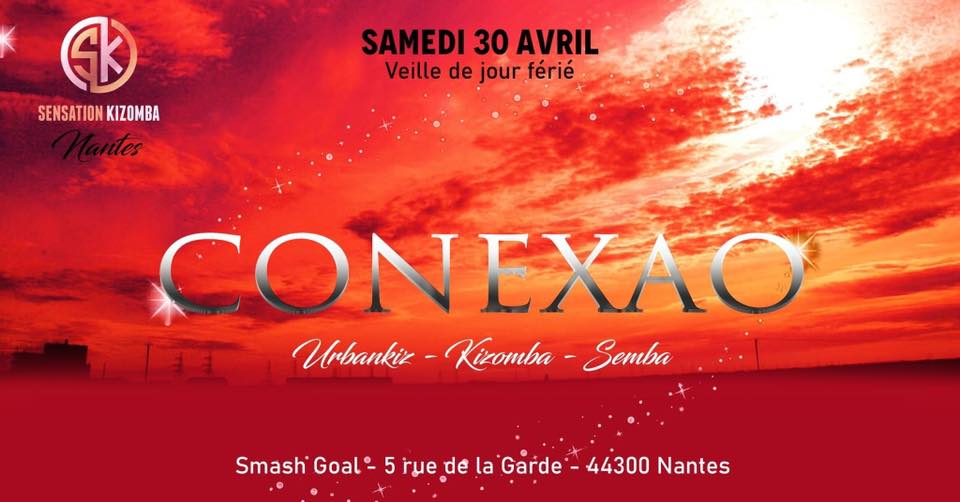 SK
SENSATION KIZOMBA
Nantes
SAMEDI 30 AVRIL
Veille de jour férié
CONEXAO
Urbankiz - Kizomba - Semba
Smash Goal - 5 rue de la Garde - 44300 Nantes